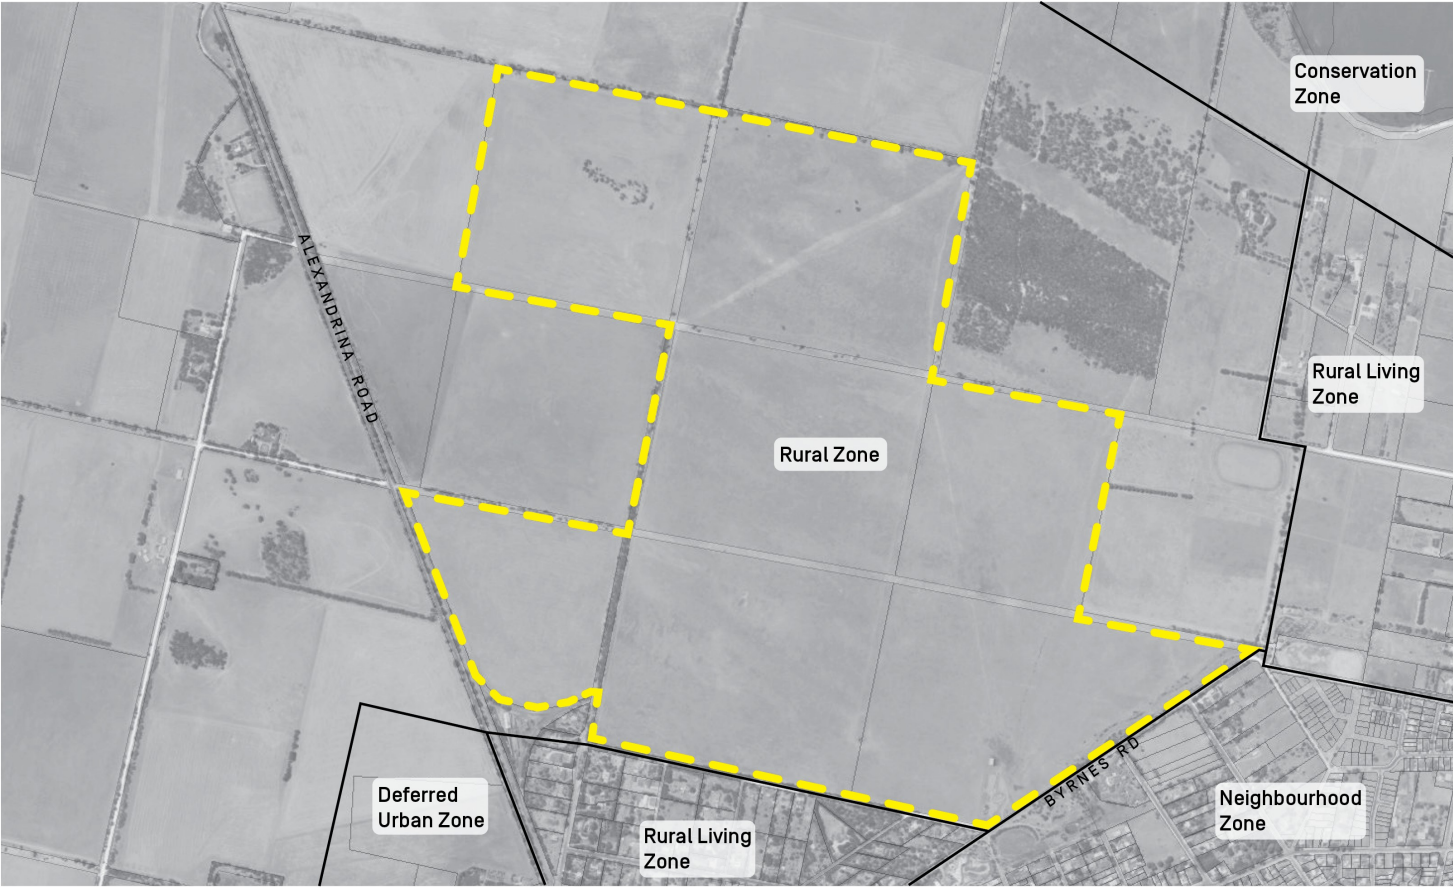 Conservation
Zone
ALEXANDRINA ROAD
Rural Living
Zone
Rural Zone
BYRNES RD
Deferred
Urban Zone
Neighbourhood
Zone
Rural Living
Zone